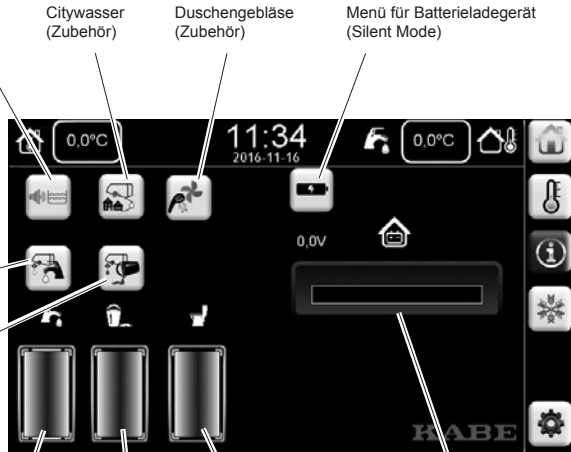 Citywasser
(Zubehör)
Duschengebläse
(Zubehör)
Menü für Batterieladegerät
(Silent Mode)
0,0°C
11:34
2016-11-16
0,0°C
0,0V
KABE